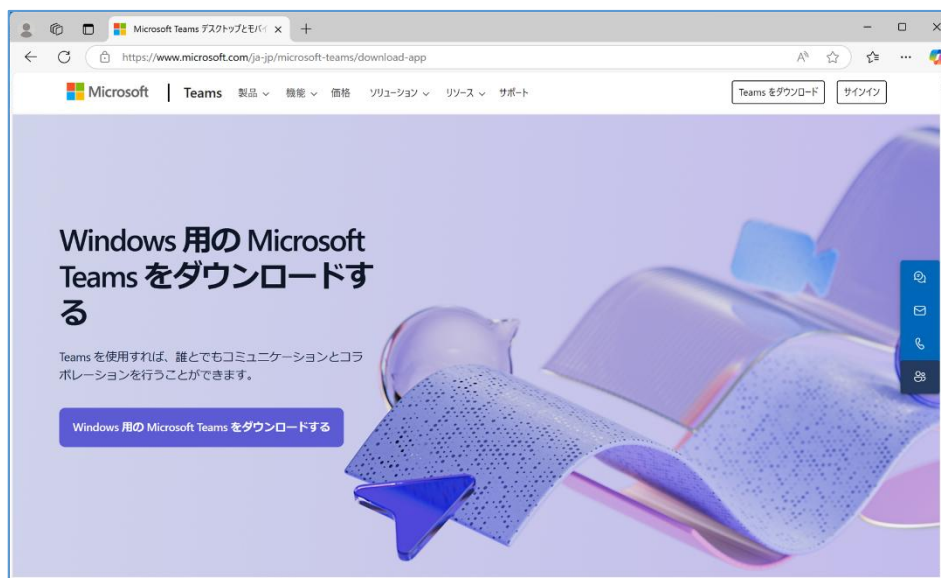 Microsoft Teams デスクトップとモバイ
https://www.microsoft.com/ja-jp/microsoft-teams/download-app
Microsoft Teams 製品 機能 価格 ソリューション リソース サポート Teams をダウンロード サインイン
Windows 用の Microsoft
Teams をダウンロードす
る
Teams を使用すれば、誰とでもコミュニケーションとコラ
ボレーションを行うことができます。
Windows 用の Microsoft Teams をダウンロードする